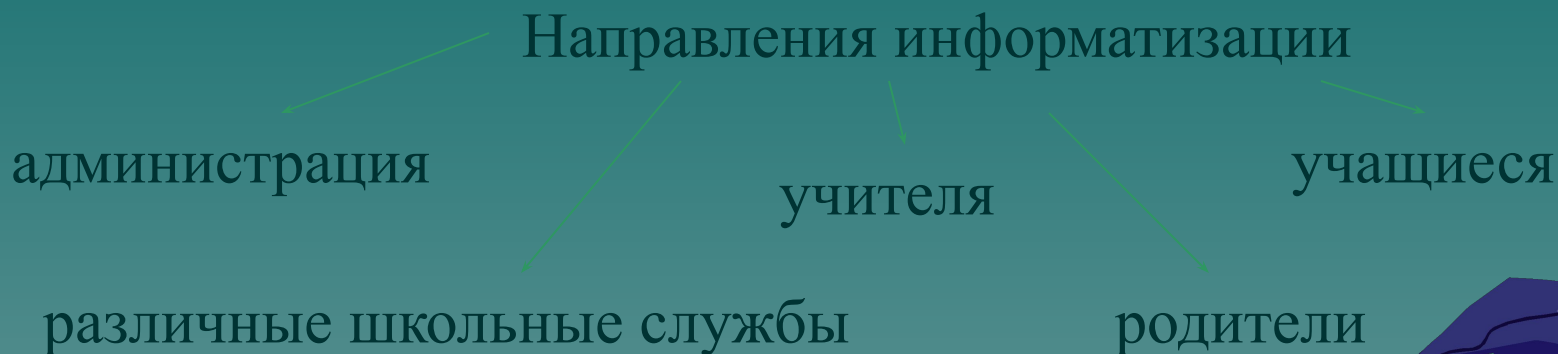 Направления информатизации
администрация
учащиеся
учителя
различные школьные службы
родители